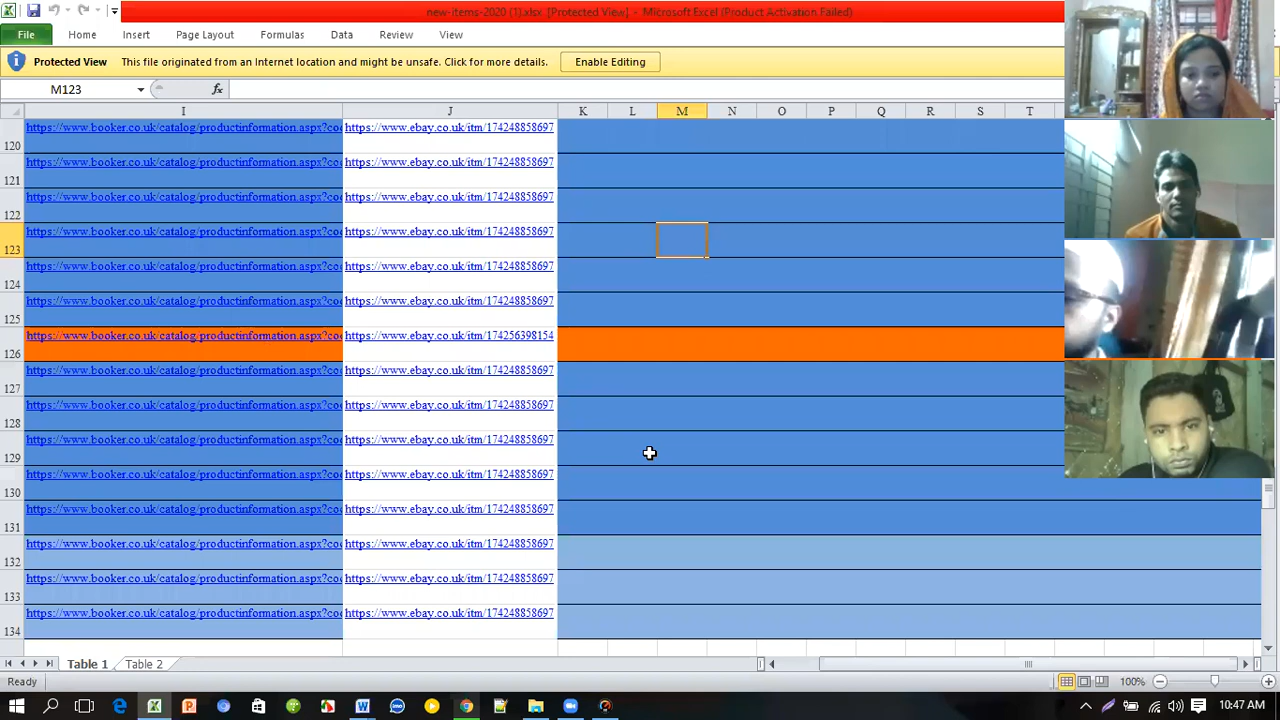 new-items-2020 (1).xlsx [Protected View] - Microsoft Excel (Product Activation Failed)
File Home Insert Page Layout Formulas Data Review View
Protected View This file originated from an Internet location and might be unsafe. Click for more details. Enable Editing
M123 fx
I J K L M N O P Q R S T
120 https://www.booker.co.uk/catalog/productinformation.aspx?co https://www.ebay.co.uk/itm/174248858697
121 https://www.booker.co.uk/catalog/productinformation.aspx?co https://www.ebay.co.uk/itm/174248858697
122 https://www.booker.co.uk/catalog/productinformation.aspx?co https://www.ebay.co.uk/itm/174248858697
123 https://www.booker.co.uk/catalog/productinformation.aspx?co https://www.ebay.co.uk/itm/174248858697
124 https://www.booker.co.uk/catalog/productinformation.aspx?co https://www.ebay.co.uk/itm/174248858697
125 https://www.booker.co.uk/catalog/productinformation.aspx?co https://www.ebay.co.uk/itm/174248858697
126 https://www.booker.co.uk/catalog/productinformation.aspx?co https://www.ebay.co.uk/itm/174256398154
127 https://www.booker.co.uk/catalog/productinformation.aspx?co https://www.ebay.co.uk/itm/174248858697
128 https://www.booker.co.uk/catalog/productinformation.aspx?co https://www.ebay.co.uk/itm/174248858697
129 https://www.booker.co.uk/catalog/productinformation.aspx?co https://www.ebay.co.uk/itm/174248858697
130 https://www.booker.co.uk/catalog/productinformation.aspx?co https://www.ebay.co.uk/itm/174248858697
131 https://www.booker.co.uk/catalog/productinformation.aspx?co https://www.ebay.co.uk/itm/174248858697
132 https://www.booker.co.uk/catalog/productinformation.aspx?co https://www.ebay.co.uk/itm/174248858697
133 https://www.booker.co.uk/catalog/productinformation.aspx?co https://www.ebay.co.uk/itm/174248858697
134 https://www.booker.co.uk/catalog/productinformation.aspx?co https://www.ebay.co.uk/itm/174248858697
Table 1 Table 2
Ready 100%
10:47 AM